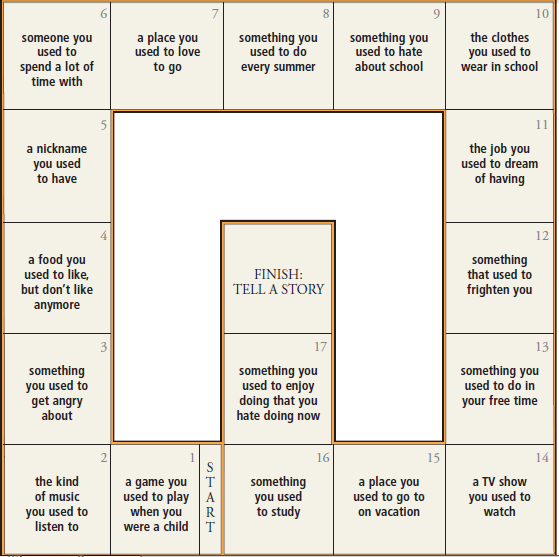 6
someone you
used to
spend a lot of
time with
7
a place you
used to love
to go
8
something you
used to do
every summer
9
something you
used to hate
about school
10
the clothes
you used to
wear in school
5
a nickname
you used
to have
11
the job you
used to dream
of having
4
a food you
used to like,
but don't like
anymore
FINISH:
TELL A STORY
12
something
that used to
frighten you
3
something
you used to
get angry
about
17
something you
used to enjoy
doing that you
hate doing now
13
something you
used to do in
your free time
2
the kind
of music
you used to
listen to
1
a game you
used to play
when you
were a child
START
16
something
you used
to study
15
a place you
used to go to
on vacation
14
a TV show
you used to
watch